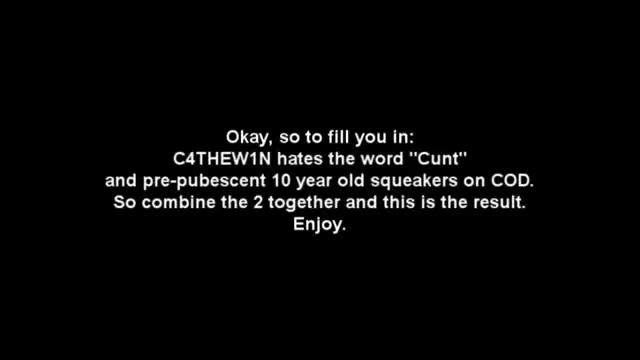 Okay, so to fill you in:
C4THEW1N hates the word "Cunt"
and pre-pubescent 10 year old squeakers on COD.
So combine the 2 together and this is the result.
Enjoy.